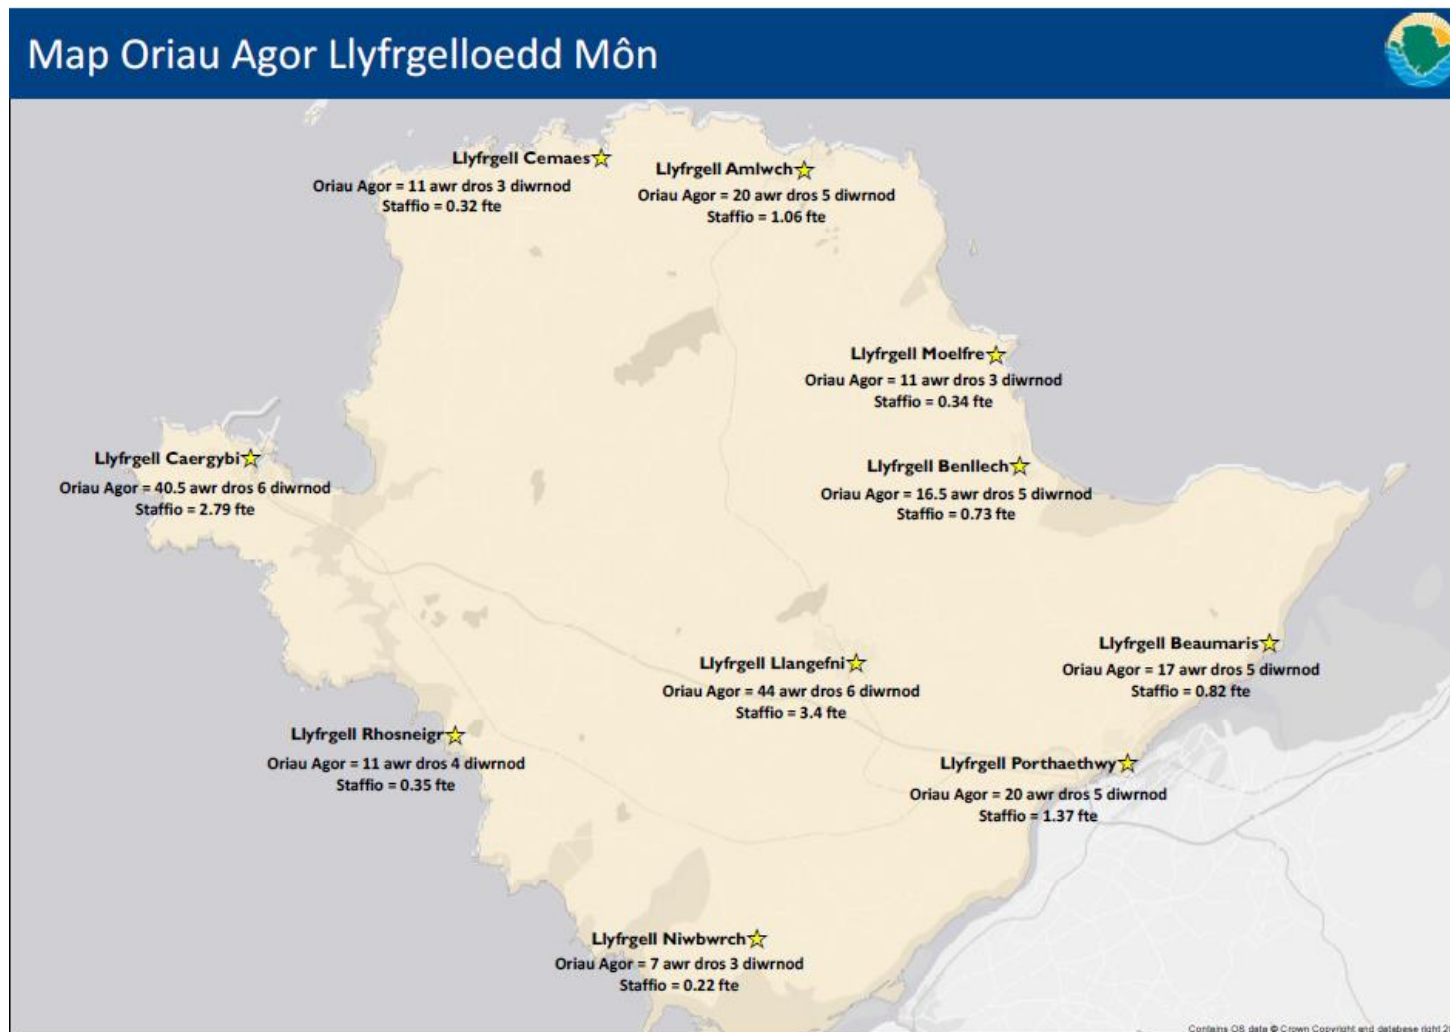 Map Oriau Agor Llyfrgelloedd Môn
Llyfrgell Cemaes
Oriau Agor = 11 awr dros 3 diwrnod
Staffio = 0.32 fte
Llyfrgell Amlwch
Oriau Agor = 20 awr dros 5 diwrnod
Staffio = 1.06 fte
Llyfrgell Moelfre
Oriau Agor = 11 awr dros 3 diwrnod
Staffio = 0.34 fte
Llyfrgell Caergybi
Oriau Agor = 40.5 awr dros 6 diwrnod
Staffio = 2.79 fte
Llyfrgell Benllech
Oriau Agor = 16.5 awr dros 5 diwrnod
Staffio = 0.73 fte
Llyfrgell Beaumaris
Oriau Agor = 17 awr dros 5 diwrnod
Staffio = 0.82 fte
Llyfrgell Llangefni
Oriau Agor = 44 awr dros 6 diwrnod
Staffio = 3.4 fte
Llyfrgell Rhosneigr
Oriau Agor = 11 awr dros 4 diwrnod
Staffio = 0.35 fte
Llyfrgell Porthaethwy
Oriau Agor = 20 awr dros 5 diwrnod
Staffio = 1.37 fte
Llyfrgell Niwbwrch
Oriau Agor = 7 awr dros 3 diwrnod
Staffio = 0.22 fte
Contains OS data © Crown Copyright and database right